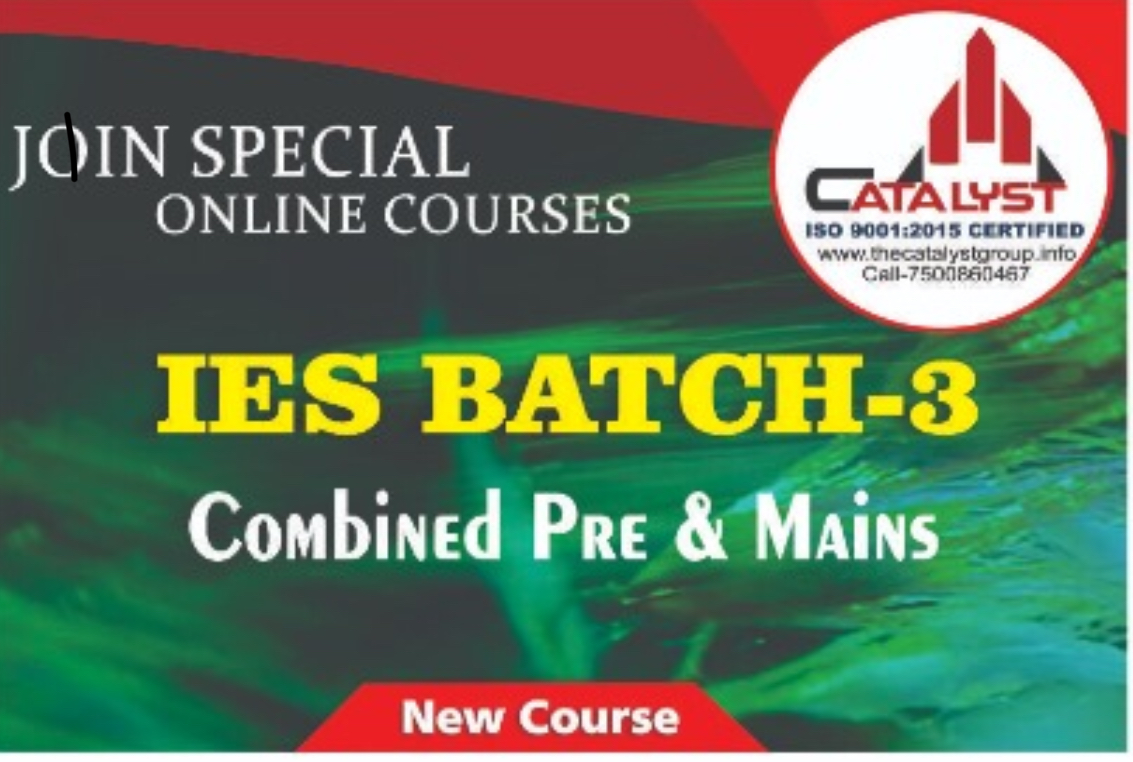 JOIN SPECIAL
ONLINE COURSES
CATALYST
ISO 9001:2015 CERTIFIED
www.thecatalystgroup.info
Call-7500860467
IES BATCH-3
Combined Pre & Mains
New Course